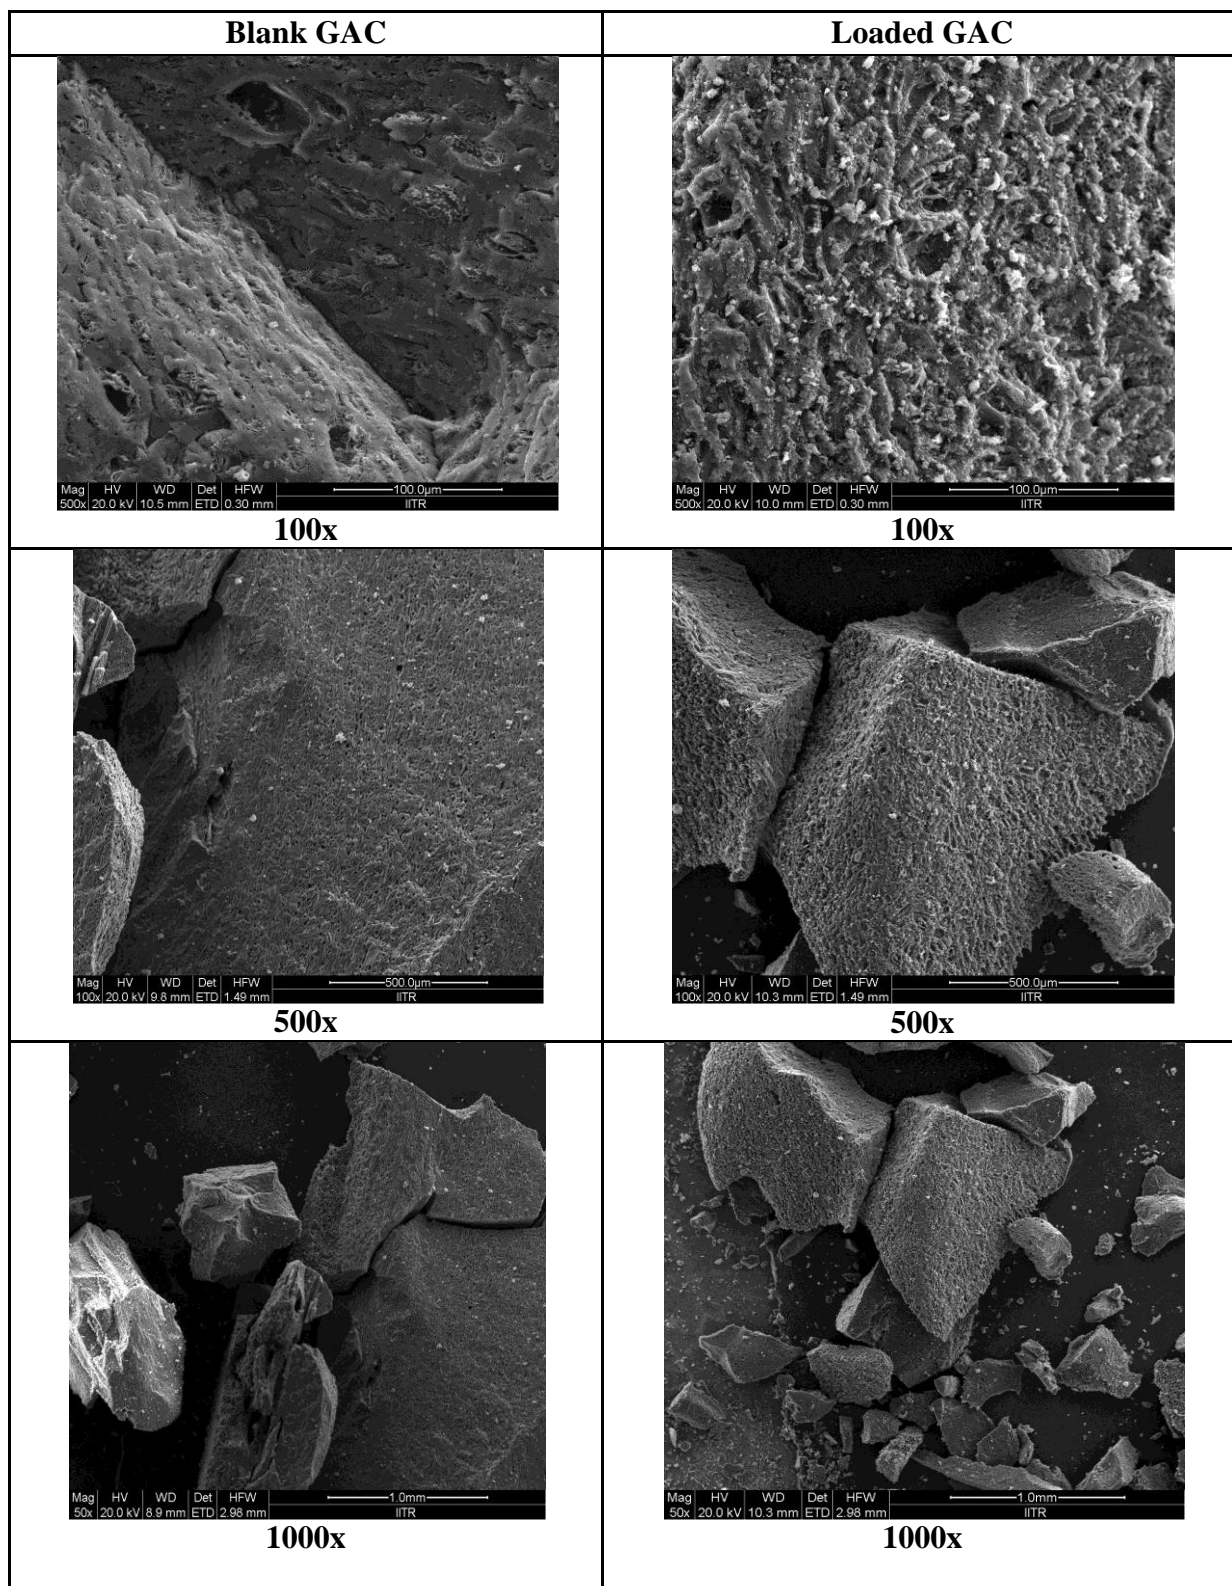 Blank GAC
Loaded GAC
Mag HV WD Det HFW 100.0µm
500x 20.0 kV 10.5 mm ETD 0.30 mm IITR
100x
Mag HV WD Det HFW 100.0µm
500x 20.0 kV 10.0 mm ETD 0.30 mm IITR
100x
Mag HV WD Det HFW 500.0µm
100x 20.0 kV 9.8 mm ETD 1.49 mm IITR
500x
Mag HV WD Det HFW 500.0µm
100x 20.0 kV 10.3 mm ETD 1.49 mm IITR
500x
Mag HV WD Det HFW 1.0mm
50x 20.0 kV 8.9 mm ETD 2.98 mm IITR
1000x
Mag HV WD Det HFW 1.0mm
50x 20.0 kV 10.3 mm ETD 2.98 mm IITR
1000x